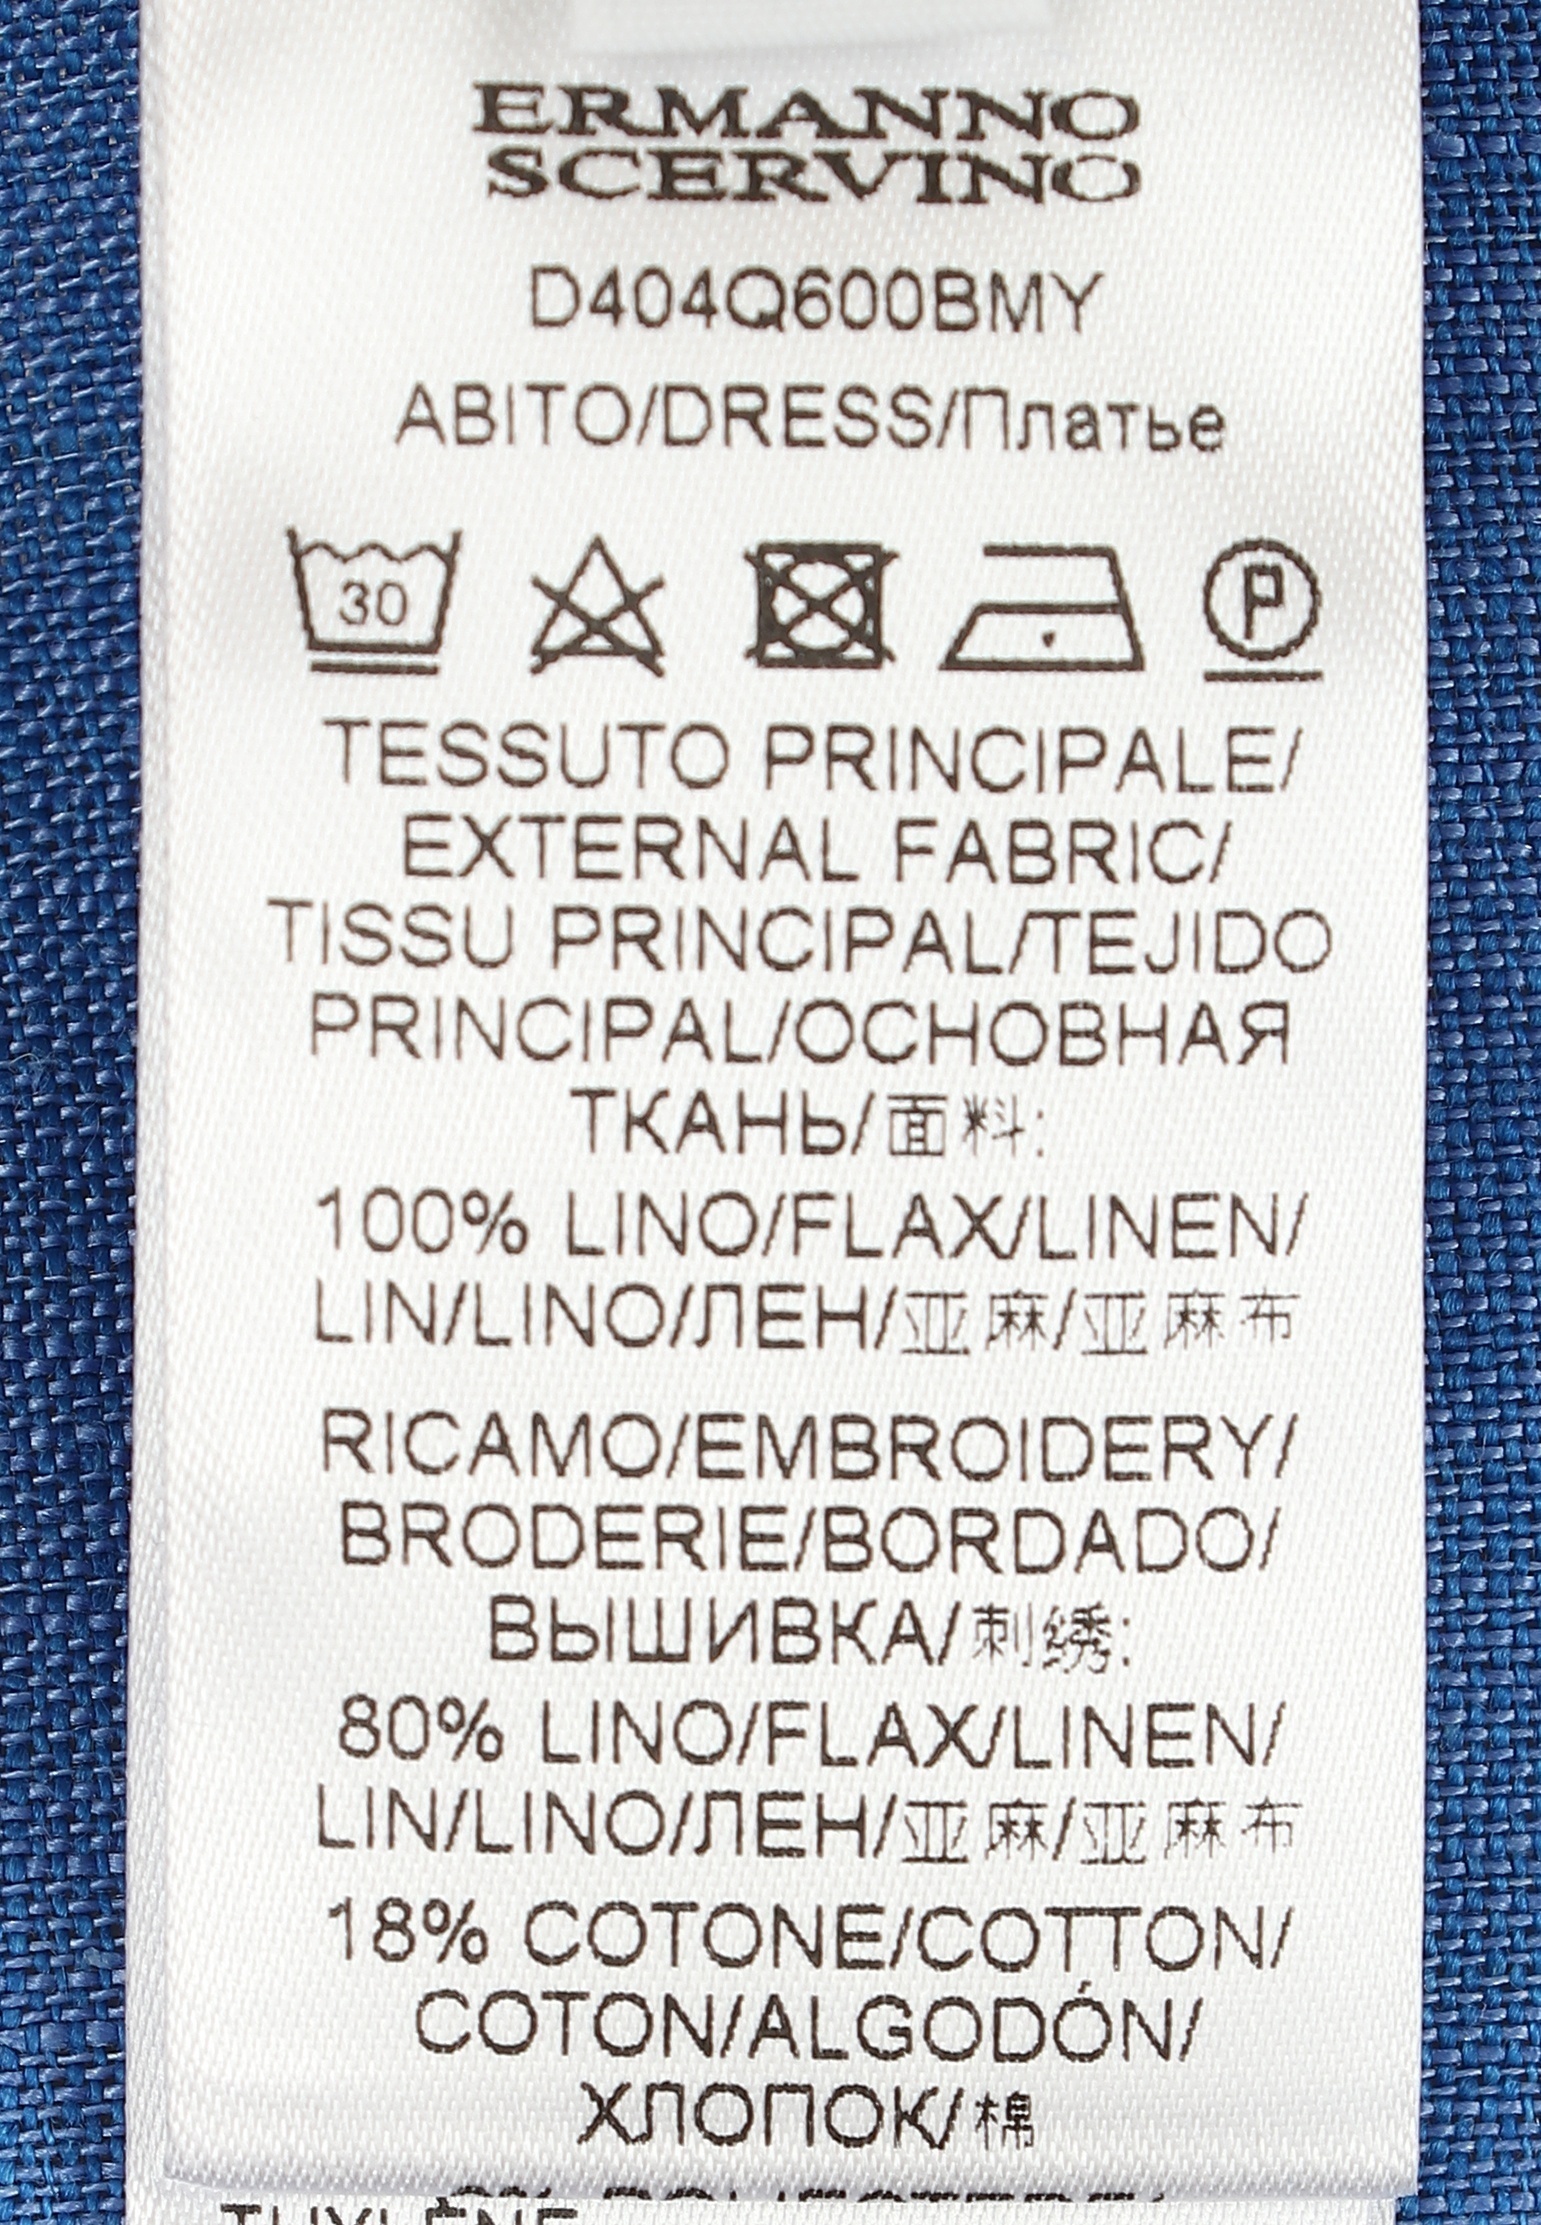 ERMANNO
SCERVINO
D404Q600BMY
ABITO/DRESS/Платье
30
P
TESSUTO PRINCIPALE/
EXTERNAL FABRIC/
TISSU PRINCIPAL/TEJIDO
PRINCIPAL/ОСНОВНАЯ
ТКАНЬ/面料:
100% LINO/FLAX/LINEN/
LIN/LINO/ЛЕН/亚麻/亚麻布
RICAMO/EMBROIDERY/
BRODERIE/BORDADO/
ВЫШИВКА/刺绣:
80% LINO/FLAX/LINEN/
LIN/LINO/ЛЕН/亚麻/亚麻布
18% COTONE/COTTON/
COTON/ALGODÓN/
ХЛОПОК/棉